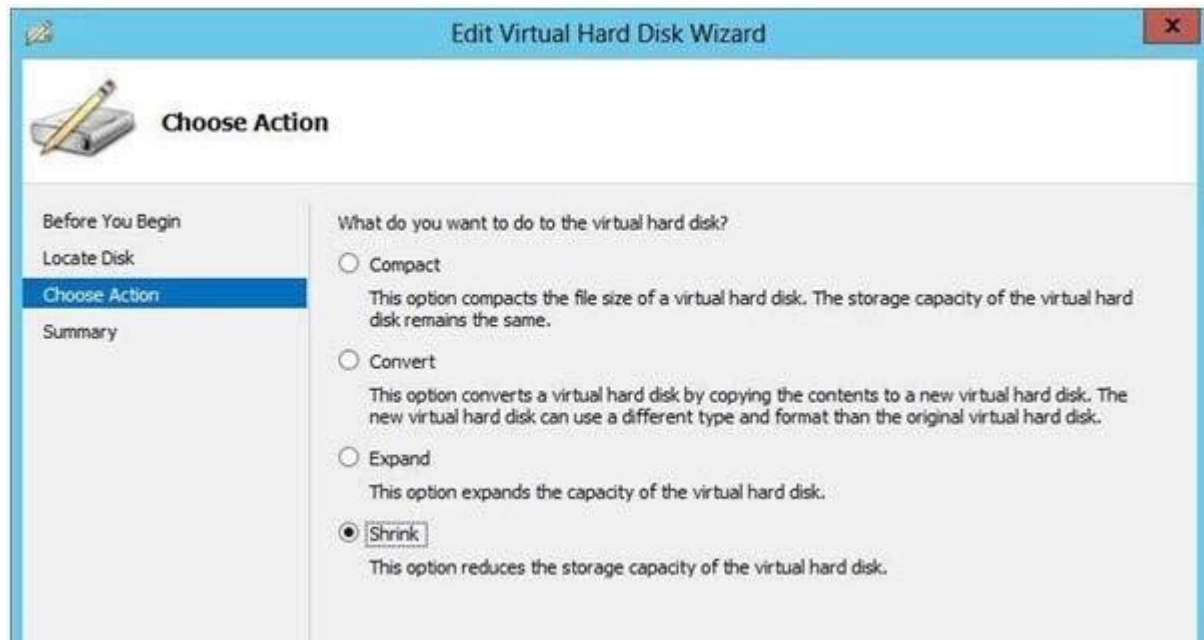 Edit Virtual Hard Disk Wizard
x
Choose Action
Before You Begin
Locate Disk
Choose Action
Summary
What do you want to do to the virtual hard disk?
Compact
This option compacts the file size of a virtual hard disk. The storage capacity of the virtual hard
disk remains the same.
Convert
This option converts a virtual hard disk by copying the contents to a new virtual hard disk. The
new virtual hard disk can use a different type and format than the original virtual hard disk.
Expand
This option expands the capacity of the virtual hard disk.
Shrink
This option reduces the storage capacity of the virtual hard disk.